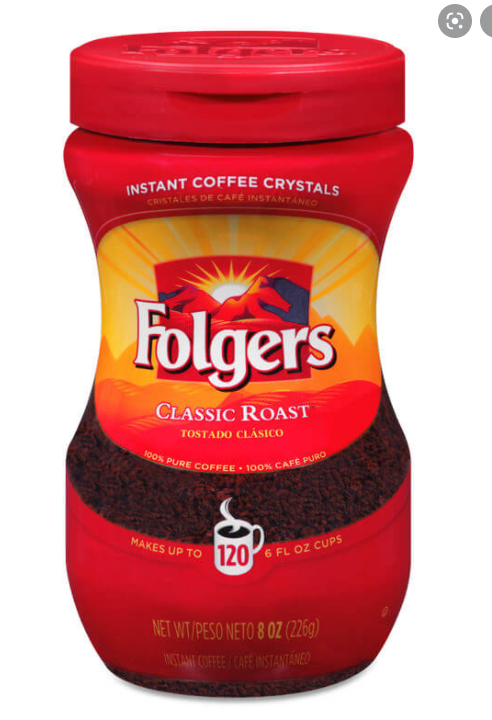 Folgers
INSTANT COFFEE CRYSTALS
CRISTALES DE CAFÉ INSTANTÁNEO
Folgers
CLASSIC ROAST
TOSTADO CLÁSICO
100% PURE COFFEE • 100% CAFÉ PURO
MAKES UP TO 120 6 FL OZ CUPS
NET WT/PESO NETO 8 OZ (226g)
INSTANT COFFEE / CAFÉ INSTANTÁNEO